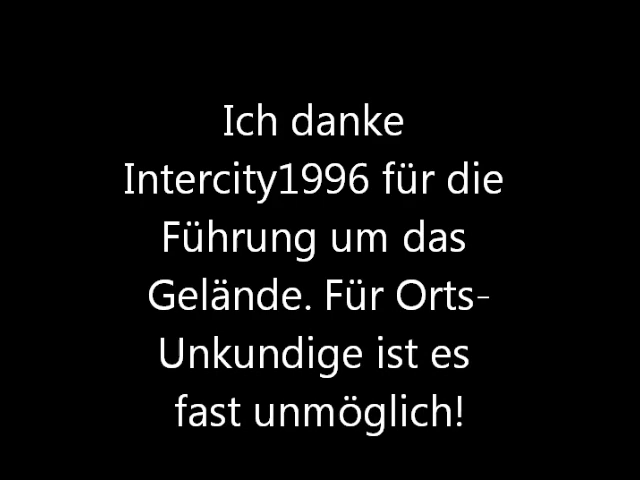 Ich danke
Intercity1996 für die
Führung um das
Gelände. Für Orts-
Unkundige ist es
fast unmöglich!